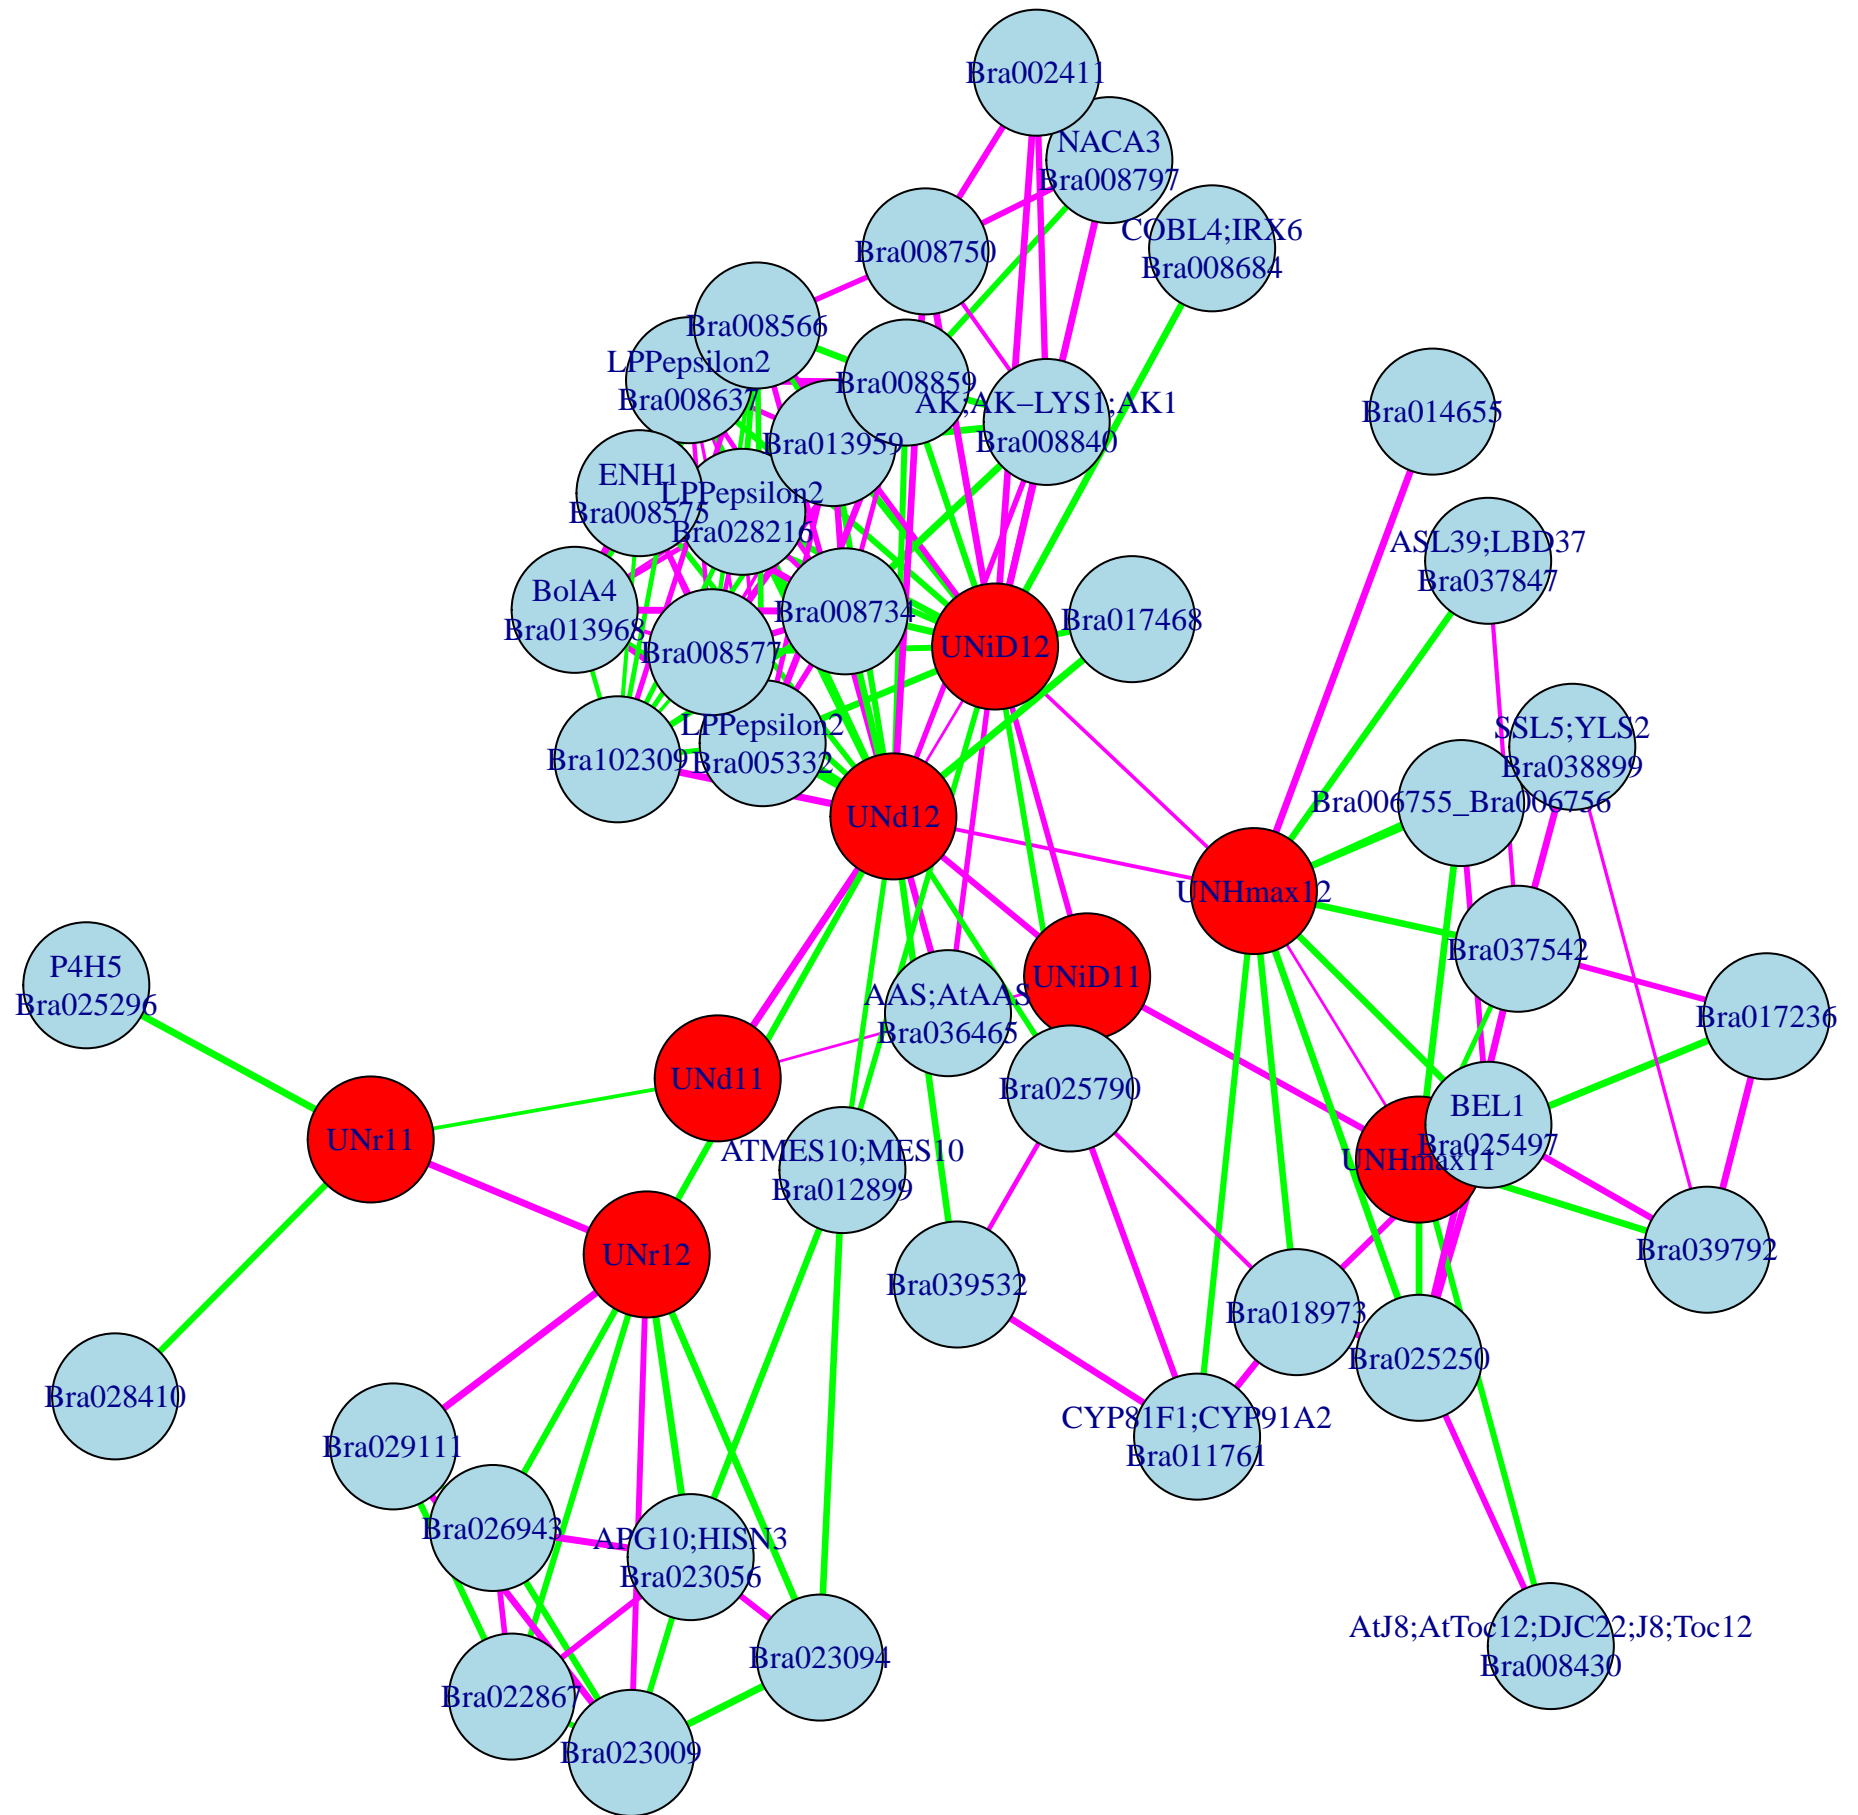 Bra002411
NACA3
Bra008797
COBL4;IRX6
Bra008684
Bra008750
Bra008566
LPPepsilon2
Bra008637
Bra008859
AK;AK−LYS1;AK1
Bra008840
Bra013959
Bra014655
ENH1
Bra008575
LPPepsilon2
Bra028216
ASL39;LBD37
Bra037847
BolA4
Bra013968
Bra008734
Bra017468
UNiD12
Bra008577
LPPepsilon2
Bra005332
Bra102309
SSL5;YLS2
Bra038899
Bra006755_Bra006756
UNd12
UNHmax12
Bra037542
P4H5
Bra025296
UNiD11
AAS;AtAAS
Bra036465
Bra017236
UNd11
Bra025790
BEL1
Bra025497
UNr11
ATMES10;MES10
Bra012899
UNHmax11
UNr12
Bra039792
Bra039532
Bra018973
Bra025250
Bra028410
CYP81F1;CYP91A2
Bra011761
Bra029111
Bra026943
APG10;HISN3
Bra023056
AtJ8;AtToc12;DJC22;J8;Toc12
Bra008430
Bra023094
Bra022867
Bra023009